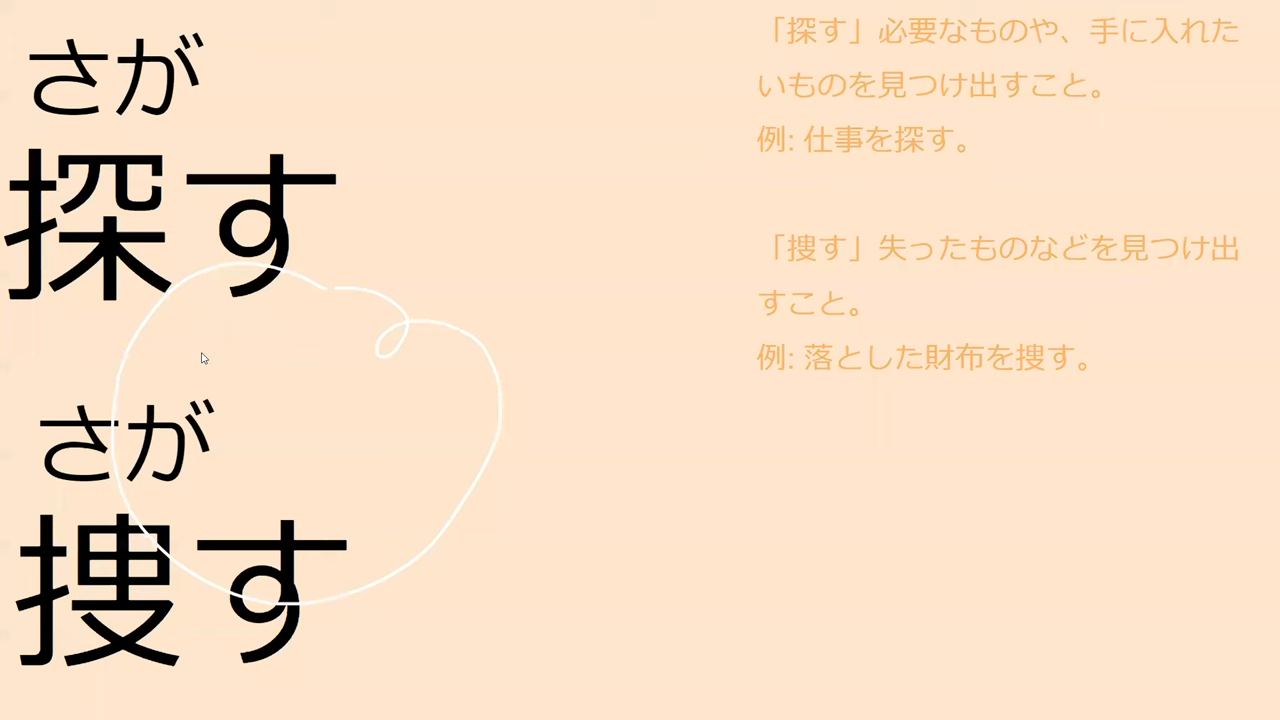 さが
探す
さが
捜す
「探す」必要なものや、手に入れた
いものを見つけ出すこと。
例: 仕事を探す。
「捜す」失ったものなどを見つけ出
すこと。
例: 落とした財布を捜す。